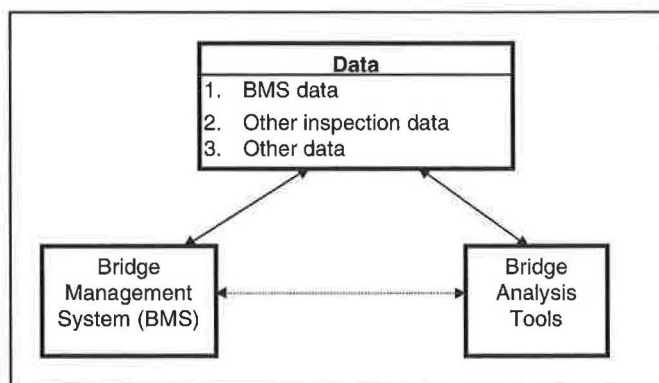 Data
1. BMS data
2. Other inspection data
3. Other data
Bridge
Management
System (BMS)
Bridge
Analysis
Tools